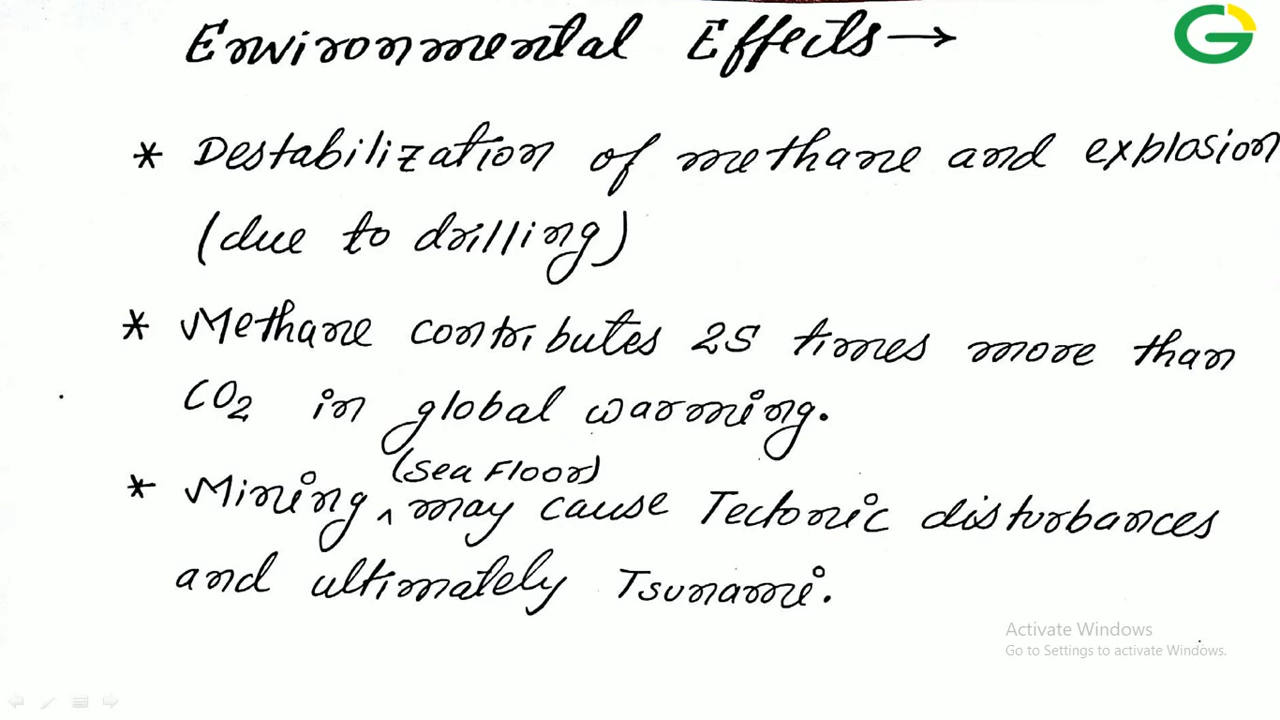 Environmental Effects→
* Destabilization of methane and explosion
(due to drilling)
* Methane contributes 25 times more than
CO₂ in global warming.
(Sea Floor)
* Mining ^ may cause Tectonic disturbances
and ultimately Tsunami.
Activate Windows
Go to Settings to activate Windows.
G